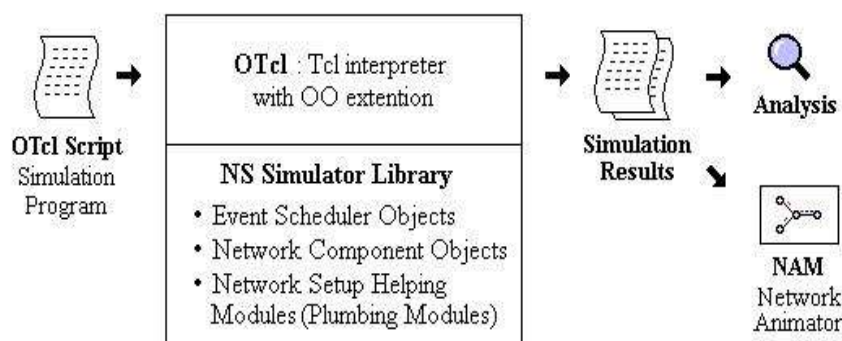 OTcl Script
Simulation
Program
OTcl : Tcl interpreter
with OO extention
NS Simulator Library
• Event Scheduler Objects
• Network Component Objects
• Network Setup Helping
Modules (Plumbing Modules)
Simulation
Results
Analysis
NAM
Network
Animator